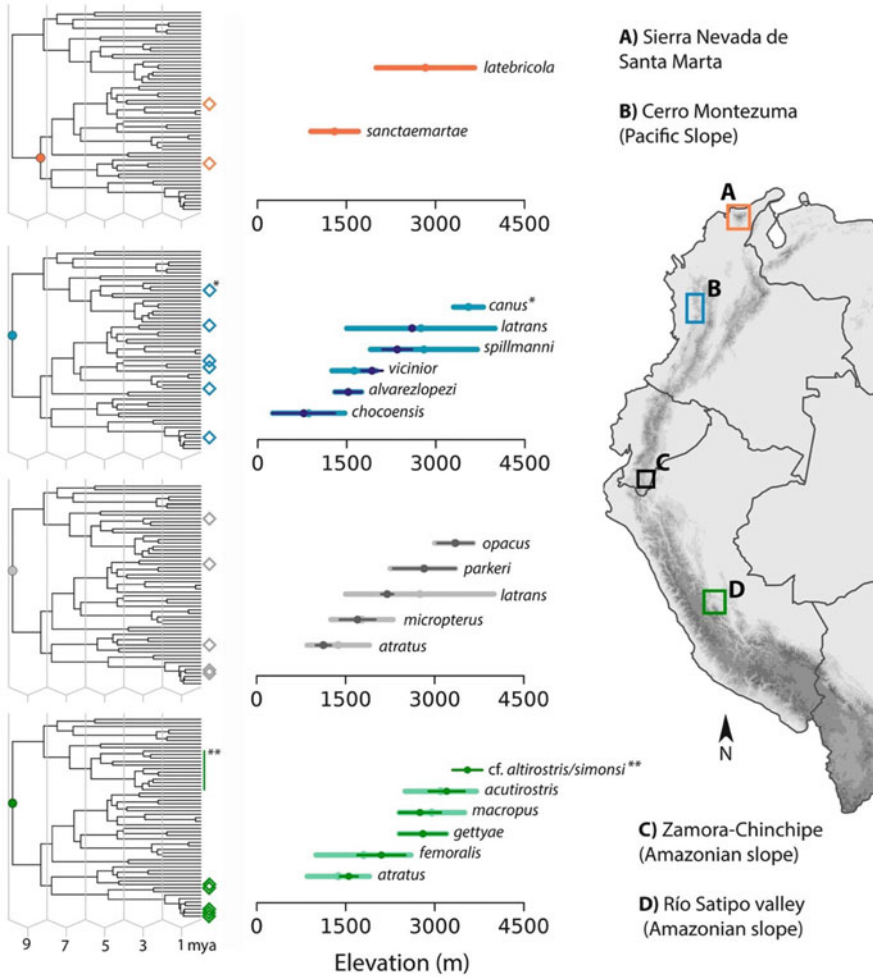 A) Sierra Nevada de
Santa Marta
B) Cerro Montezuma
(Pacific Slope)
latebricola
sanctaemartae
0 1500 3000 4500
*
canus*
latrans
spillmanni
vicinior
alvarezlopezi
chocoensis
0 1500 3000 4500
opacus
parkeri
latrans
micropterus
atratus
0 1500 3000 4500
**
cf. altirostris/simonsi**
acutirostris
macropus
gettyae
femoralis
atratus
0 1500 3000 4500
9 7 5 3 1 mya
Elevation (m)
A
B
C
D
N
C) Zamora-Chinchipe
(Amazonian slope)
D) Río Satipo valley
(Amazonian slope)